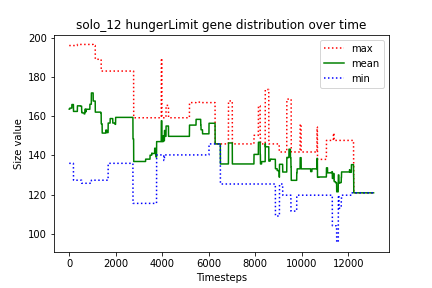 solo_12 hungerLimit gene distribution over time
max
mean
min
Size value
200
180
160
140
120
100
0
2000
4000
6000
8000
10000
12000
Timesteps